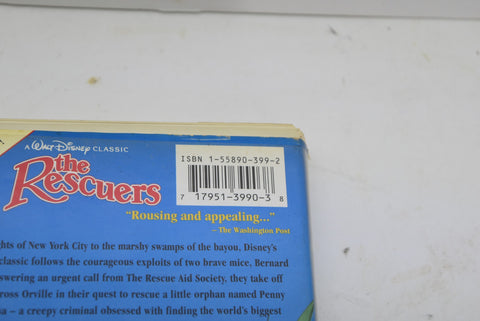 A WALT DISNEY CLASSIC
the
Rescuers
ISBN 1-55890-399-2
7 17951-3990-3 8
"Rousing and appealing..."
– The Washington Post
ghts of New York City to the marshy swamps of the bayou, Disney's
classic follows the courageous exploits of two brave mice, Bernard
nswering an urgent call from The Rescue Aid Society, they take off
ross Orville in their quest to rescue a little orphan named Penny
sa – a creepy criminal obsessed with finding the world's biggest